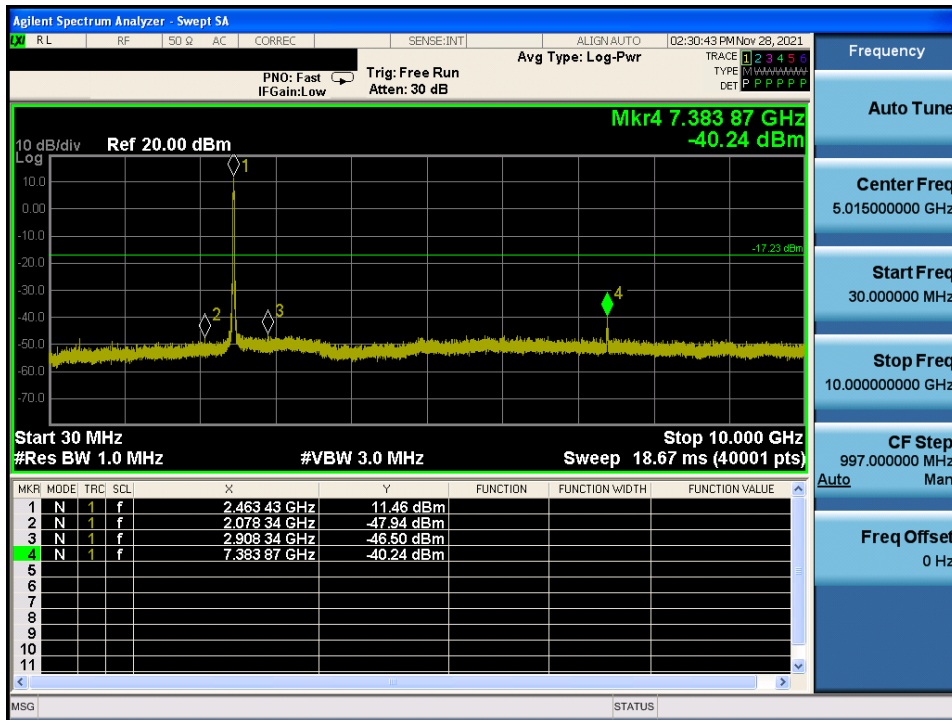 Agilent Spectrum Analyzer - Swept SA
LXI RL RF 50 Ω AC CORREC SENSE:INT ALIGN AUTO 02:30:43 PM Nov 28, 2021
Frequency
Avg Type: Log-Pwr
TRACE 1 2 3 4 5 6
PNO: Fast Trig: Free Run
TYPE M WWWWW
IFGain:Low Atten: 30 dB
DET P P P P P P
Auto Tune
Mkr4 7.383 87 GHz
-40.24 dBm
10 dB/div Ref 20.00 dBm
Log
1
10.0
0.00
-10.0
-17.23 dBm
-20.0
-30.0
-40.0
-50.0
-60.0
-70.0
2
3
4
Center Freq
5.015000000 GHz
Start Freq
30.000000 MHz
Stop Freq
10.000000000 GHz
Start 30 MHz Stop 10.000 GHz
#Res BW 1.0 MHz #VBW 3.0 MHz Sweep 18.67 ms (40001 pts)
CF Step
997.000000 MHz
Auto Man
MKR MODE TRC SCL X Y FUNCTION FUNCTION WIDTH FUNCTION VALUE
1 N 1 f 2.463 43 GHz 11.46 dBm
2 N 1 f 2.078 34 GHz -47.94 dBm
3 N 1 f 2.908 34 GHz -46.50 dBm
4 N 1 f 7.383 87 GHz -40.24 dBm
5
6
7
8
9
10
11
Freq Offset
0 Hz
MSG STATUS